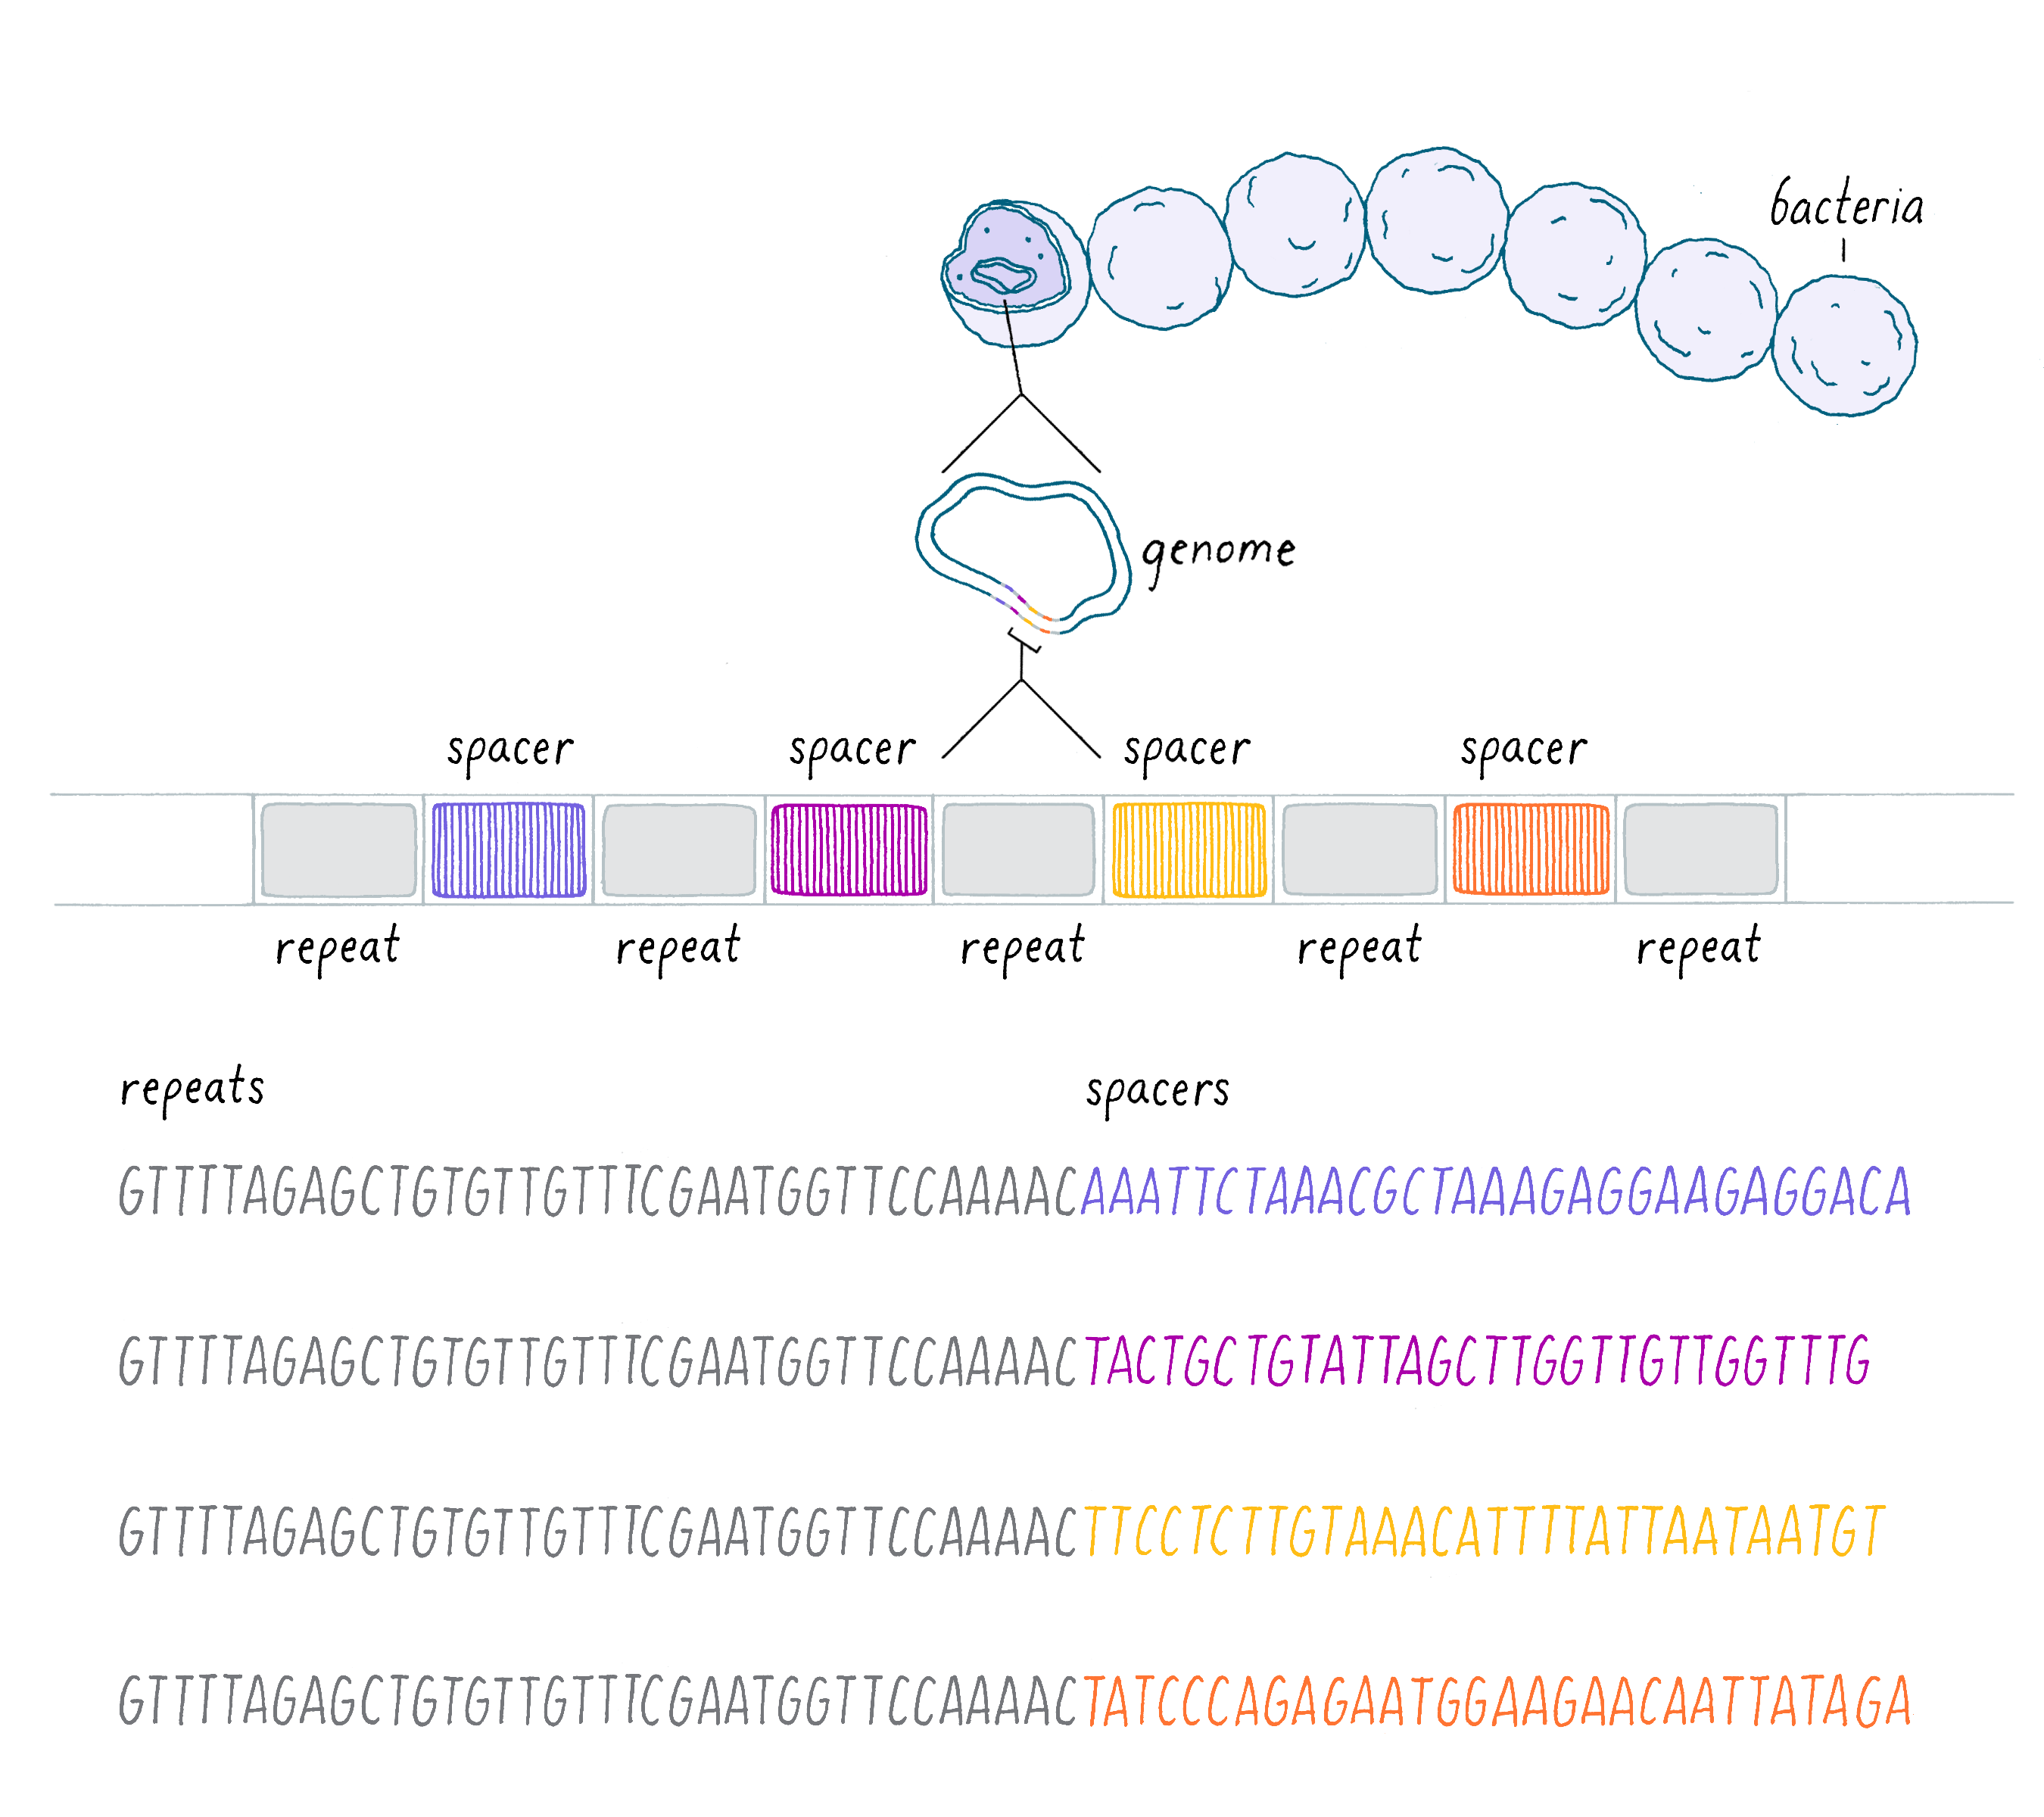 bacteria
genome
spacer spacer spacer spacer
repeat repeat repeat repeat repeat
repeats spacers
GTTTTAGAGCTGTGTTGTTTCGAATGGTTCCAAAACAAATTCTAAACGCTAAAGAGGAAGAGGACA
GTTTTAGAGCTGTGTTGTTTCGAATGGTTCCAAAACTACTGCTGTATTAGCTTGGTTGTTGGTTTG
GTTTTAGAGCTGTGTTGTTTCGAATGGTTCCAAAACTTCCTCTTGTAAACATTTTATTAATAATGT
GTTTTAGAGCTGTGTTGTTTCGAATGGTTCCAAAACTATCCCAGAGAATGGAAGAACAATTATAGA